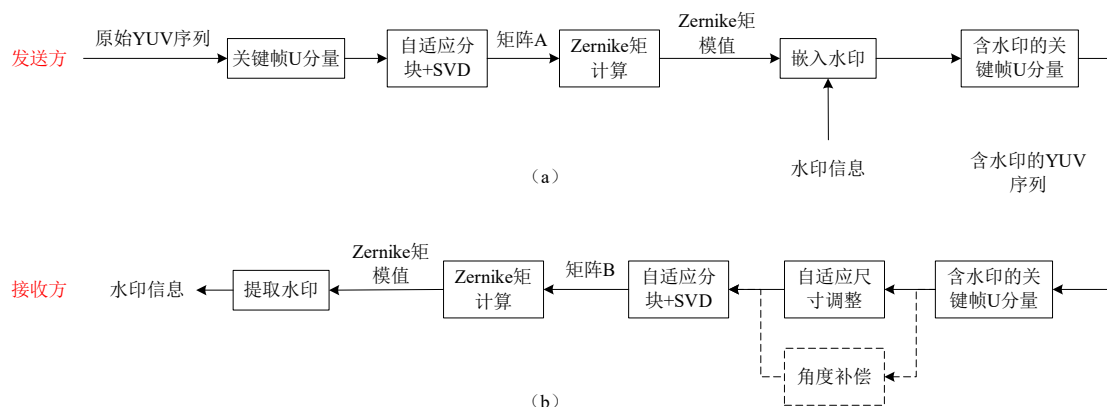 发送方
原始YUV序列
关键帧U分量
自适应分
块+SVD
矩阵A
Zernike矩
计算
Zernike矩
模值
嵌入水印
含水印的关
键帧U分量
水印信息
含水印的YUV
序列
（a）
接收方
水印信息
提取水印
Zernike矩
模值
Zernike矩
计算
矩阵B
自适应分
块+SVD
自适应尺
寸调整
含水印的关
键帧U分量
角度补偿
（b）